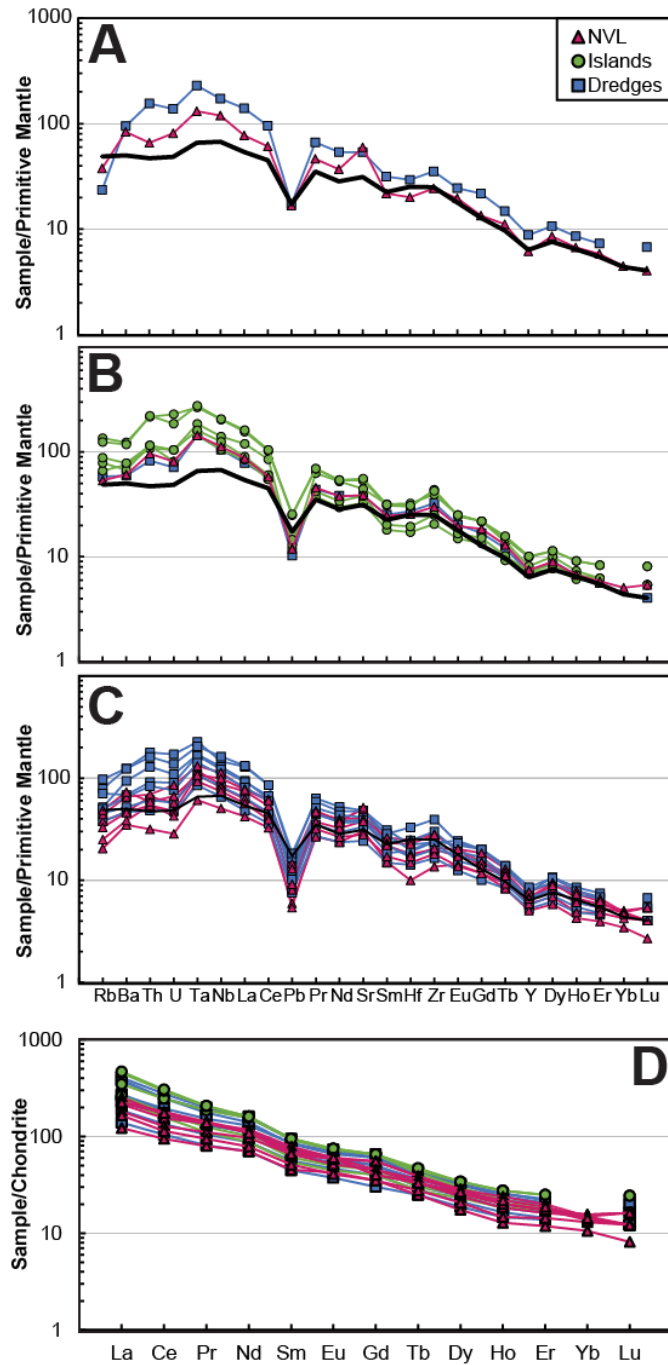 A
NVL
Islands
Dredges
Sample/Primitive Mantle
1000
100
10
1
B
Sample/Primitive Mantle
100
10
1
C
Sample/Primitive Mantle
100
10
1
Rb Ba Th U Ta Nb La Ce Pb Pr Nd Sr Sm Hf Zr Eu Gd Tb Y Dy Ho Er Yb Lu
D
Sample/Chondrite
1000
100
10
1
La Ce Pr Nd Sm Eu Gd Tb Dy Ho Er Yb Lu